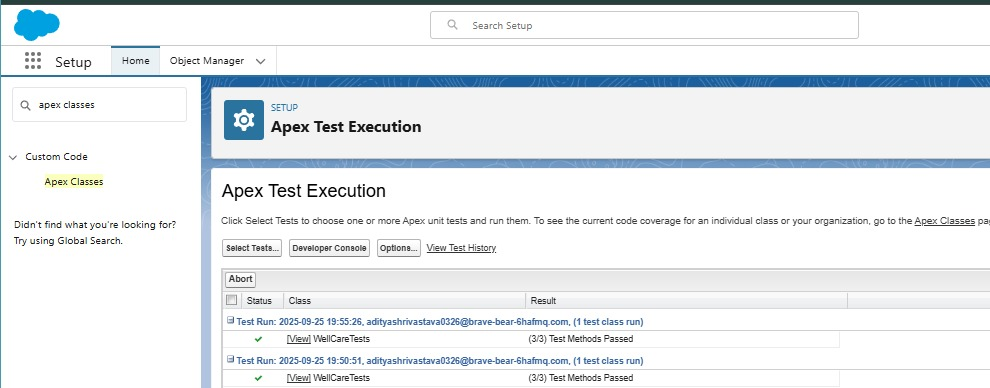 Search Setup
Setup
Home
Object Manager
apex classes
Custom Code
Apex Classes
Didn't find what you're looking for?
Try using Global Search.
SETUP
Apex Test Execution
Apex Test Execution
Click Select Tests to choose one or more Apex unit tests and run them. To see the current code coverage for an individual class or your organization, go to the Apex Classes pag
Select Tests... Developer Console Options... View Test History
Abort
Status Class Result
Test Run: 2025-09-25 19:55:26, adityashrivastava0326@brave-bear-6hafmq.com, (1 test class run)
[View] WellCareTests (3/3) Test Methods Passed
Test Run: 2025-09-25 19:50:51, adityashrivastava0326@brave-bear-6hafmq.com, (1 test class run)
[View] WellCareTests (3/3) Test Methods Passed